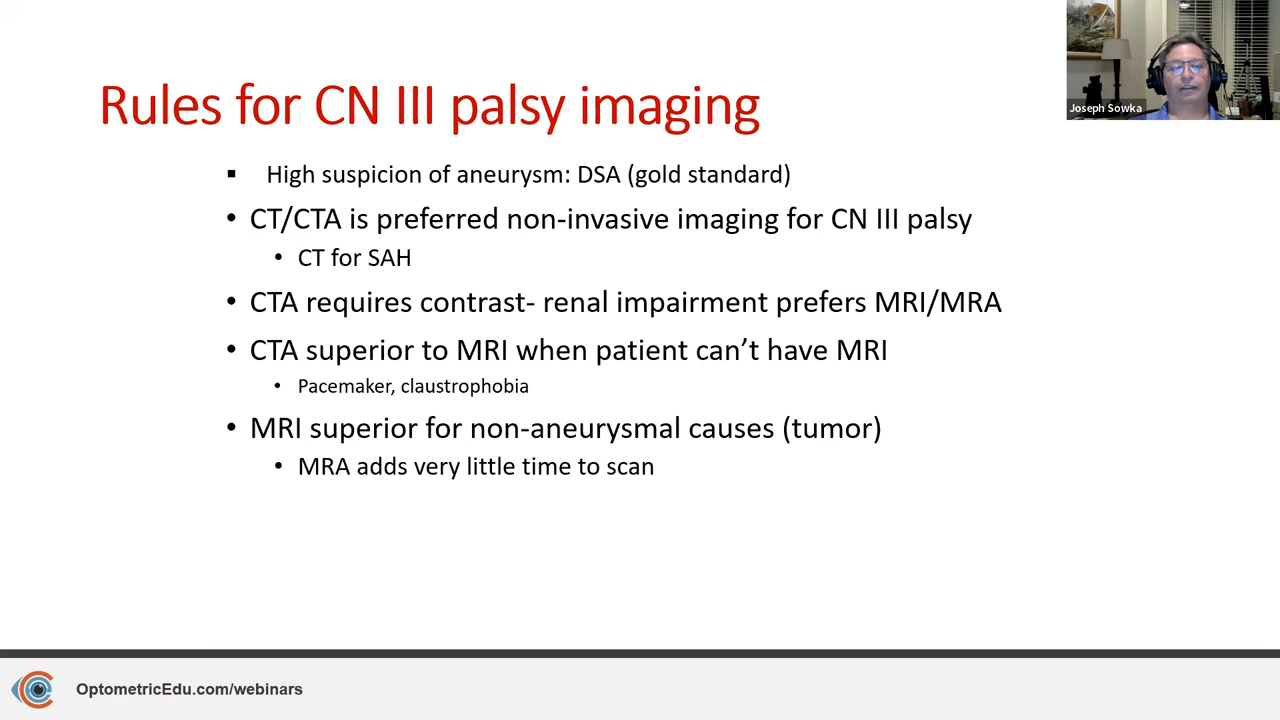 Joseph Sowka
Rules for CN III palsy imaging
▪ High suspicion of aneurysm: DSA (gold standard)
• CT/CTA is preferred non-invasive imaging for CN III palsy
• CT for SAH
• CTA requires contrast- renal impairment prefers MRI/MRA
• CTA superior to MRI when patient can’t have MRI
• Pacemaker, claustrophobia
• MRI superior for non-aneurysmal causes (tumor)
• MRA adds very little time to scan
OptometricEdu.com/webinars